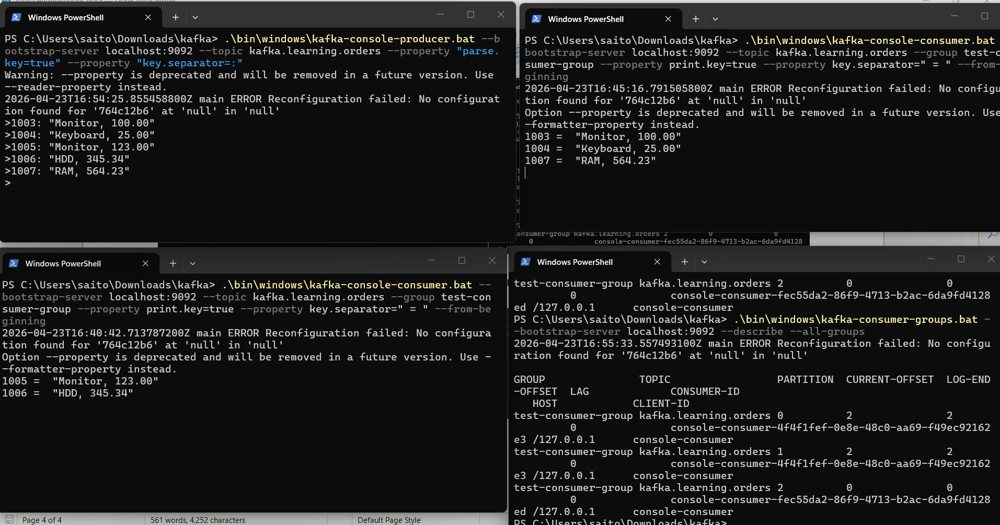 Windows PowerShell
PS C:\Users\saito\Downloads\kafka> .\bin\windows\kafka-console-producer.bat --b
ootstrap-server localhost:9092 --topic kafka.learning.orders --property "parse.
key=true" --property "key.separator=:"
Warning: --property is deprecated and will be removed in a future version. Use
--reader-property instead.
2026-04-23T16:54:25.855458800Z main ERROR Reconfiguration failed: No configurat
ion found for '764c12b6' at 'null' in 'null'
>1003: "Monitor, 100.00"
>1004: "Keyboard, 25.00"
>1005: "Monitor, 123.00"
>1006: "HDD, 345.34"
>1007: "RAM, 564.23"
>
Windows PowerShell
PS C:\Users\saito\Downloads\kafka> .\bin\windows\kafka-console-consumer.bat
bootstrap-server localhost:9092 --topic kafka.learning.orders --group test-c
sumer-group --property print.key=true --property key.separator=" = " --from-
ginning
2026-04-23T16:45:16.791505800Z main ERROR Reconfiguration failed: No configu
tion found for '764c12b6' at 'null' in 'null'
Option --property is deprecated and will be removed in a future version. Use
-formatter-property instead.
1003 =  "Monitor, 100.00"
1004 =  "Keyboard, 25.00"
1007 =  "RAM, 564.23"
onsumer-group kafka.learning.orders 2 0 0
0 console-consumer-fec55da2-86f9-4713-b2ac-6da9fd4128
Windows PowerShell
PS C:\Users\saito\Downloads\kafka> .\bin\windows\kafka-console-consumer.bat --
bootstrap-server localhost:9092 --topic kafka.learning.orders --group test-con
sumer-group --property print.key=true --property key.separator=" = " --from-be
ginning
2026-04-23T16:40:42.713787200Z main ERROR Reconfiguration failed: No configura
tion found for '764c12b6' at 'null' in 'null'
Option --property is deprecated and will be removed in a future version. Use -
-formatter-property instead.
1005 =  "Monitor, 123.00"
1006 =  "HDD, 345.34"
Windows PowerShell
test-consumer-group kafka.learning.orders 2 0 0
0 console-consumer-fec55da2-86f9-4713-b2ac-6da9fd4128
ed /127.0.0.1 console-consumer
PS C:\Users\saito\Downloads\kafka> .\bin\windows\kafka-consumer-groups.bat -
-bootstrap-server localhost:9092 --describe --all-groups
2026-04-23T16:55:33.557493100Z main ERROR Reconfiguration failed: No configu
ration found for '764c12b6' at 'null' in 'null'
GROUP TOPIC PARTITION CURRENT-OFFSET LOG-END
-OFFSET LAG CONSUMER-ID
HOST CLIENT-ID
test-consumer-group kafka.learning.orders 0 2 2
0 console-consumer-4f4f1fef-0e8e-48c0-aa69-f49ec92162
e3 /127.0.0.1 console-consumer
test-consumer-group kafka.learning.orders 1 2 2
0 console-consumer-4f4f1fef-0e8e-48c0-aa69-f49ec92162
e3 /127.0.0.1 console-consumer
test-consumer-group kafka.learning.orders 2 0 0
0 console-consumer-fec55da2-86f9-4713-b2ac-6da9fd4128
ed /127.0.0.1 console-consumer
PS C:\Users\saito\Downloads\kafka>
Page 4 of 4
561 words, 4,252 characters
Default Page Style